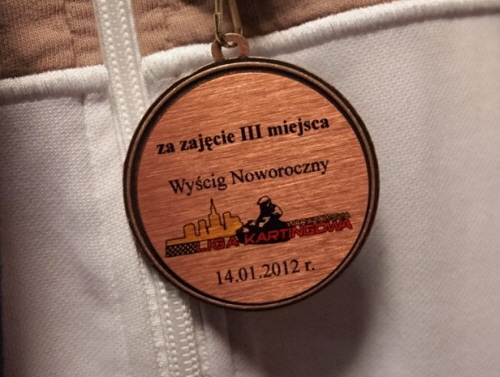 za zajęcie III miejsca
Wyścig Noworoczny
LIGA KARTINGOWA
14.01.2012 r.